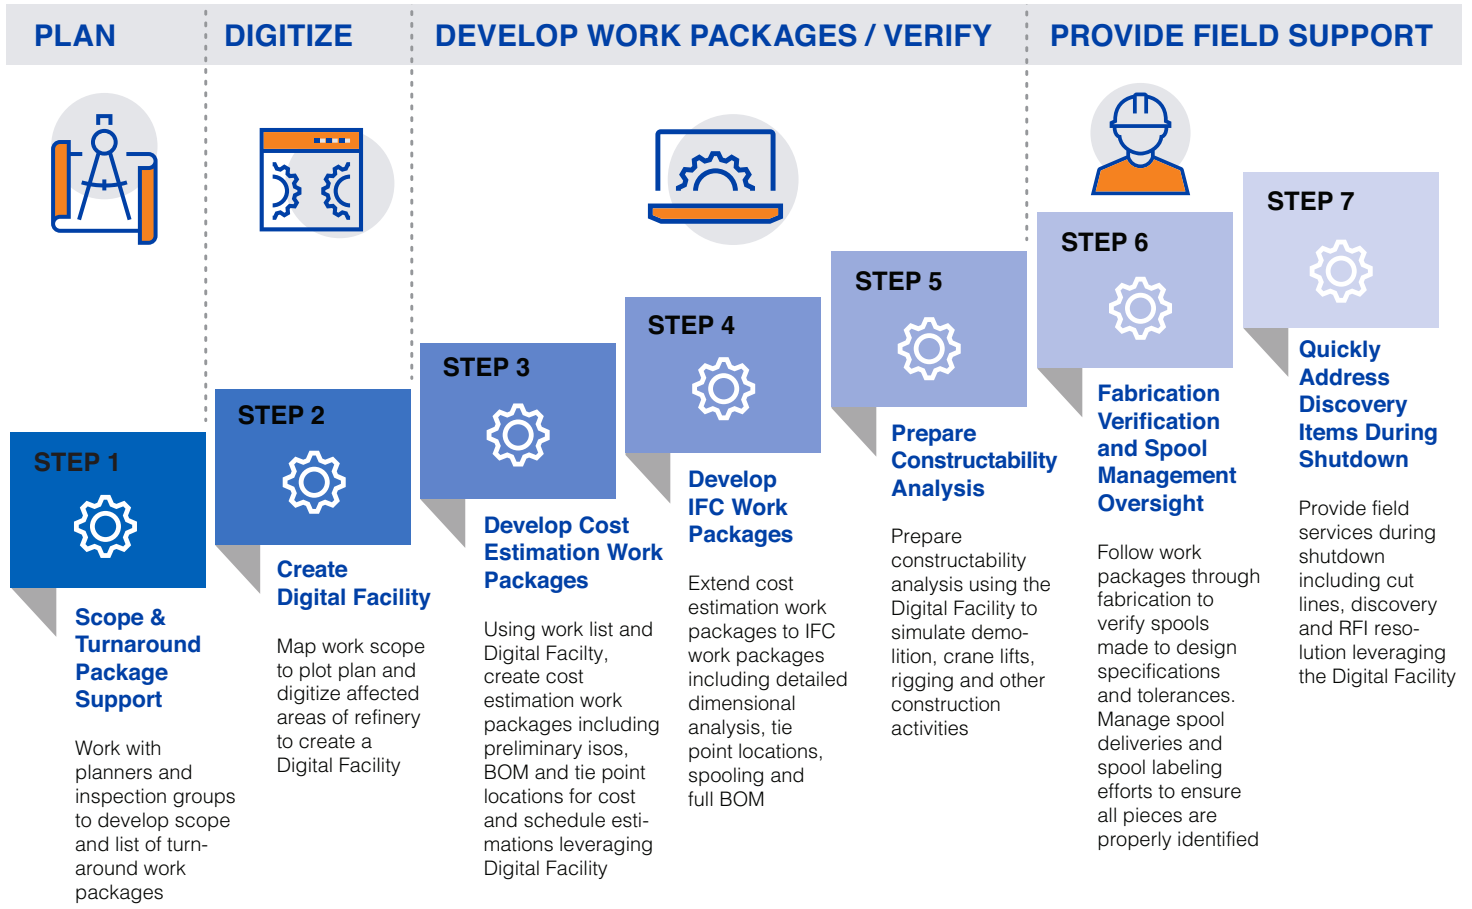 PLAN
DIGITIZE
DEVELOP WORK PACKAGES / VERIFY
PROVIDE FIELD SUPPORT
STEP 1
Scope &
Turnaround
Package
Support
Work with
planners and
inspection groups
to develop scope
and list of turn-
around work
packages
STEP 2
Create
Digital Facility
Map work scope
to plot plan and
digitize affected
areas of refinery
to create a
Digital Facility
STEP 3
Develop Cost
Estimation Work
Packages
Using work list and
Digital Facilty,
create cost
estimation work
packages including
preliminary isos,
BOM and tie point
locations for cost
and schedule esti-
mations leveraging
Digital Facility
STEP 4
Develop
IFC Work
Packages
Extend cost
estimation work
packages to IFC
work packages
including detailed
dimensional
analysis, tie
point locations,
spooling and
full BOM
STEP 5
Prepare
Constructability
Analysis
Prepare
constructability
analysis using the
Digital Facility to
simulate demo-
lition, crane lifts,
rigging and other
construction
activities
STEP 6
Fabrication
Verification
and Spool
Management
Oversight
Follow work
packages through
fabrication to
verify spools
made to design
specifications
and tolerances.
Manage spool
deliveries and
spool labeling
efforts to ensure
all pieces are
properly identified
STEP 7
Quickly
Address
Discovery
Items During
Shutdown
Provide field
services during
shutdown
including cut
lines, discovery
and RFI reso-
lution leveraging
the Digital Facility